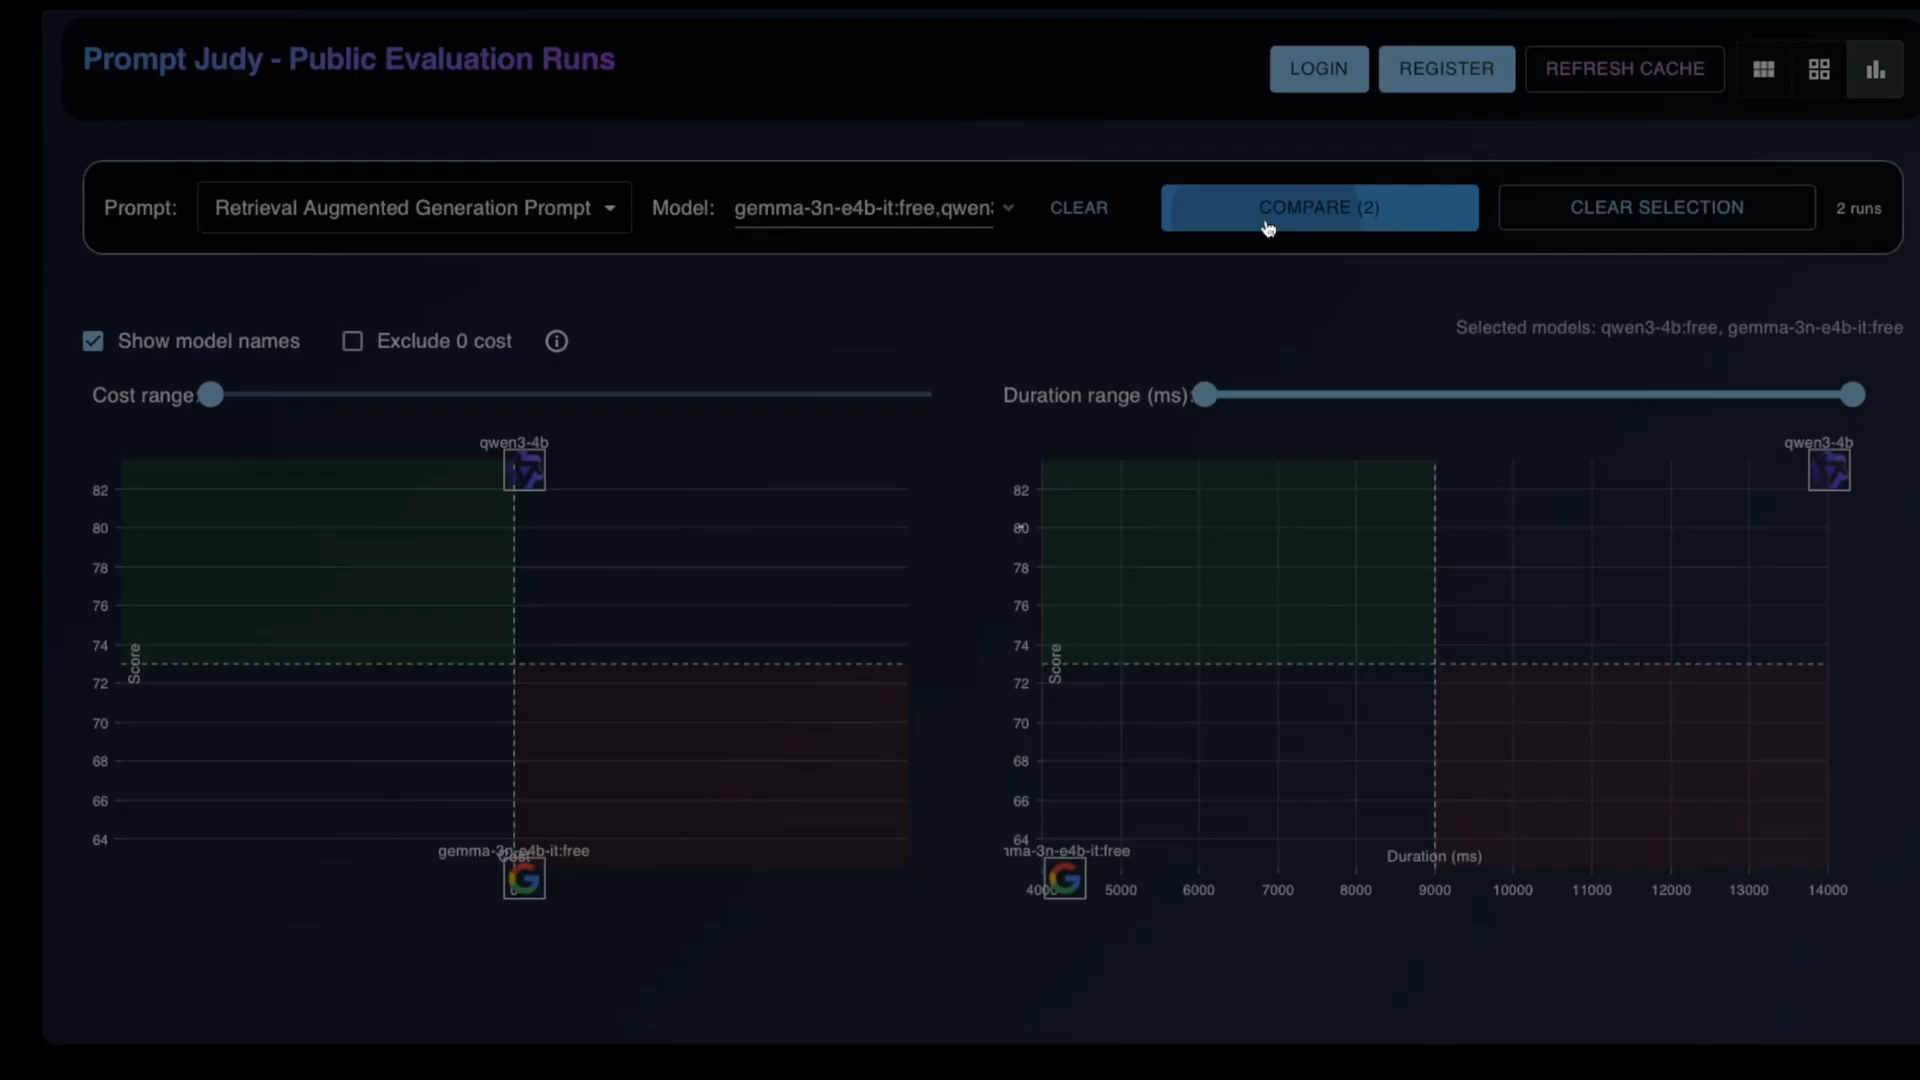 Prompt Judy - Public Evaluation Runs
LOGIN
REGISTER
REFRESH CACHE
Prompt:
Retrieval Augmented Generation Prompt
Model:
gemma-3n-e4b-it:free,qwen:
CLEAR
COMPARE (2)
CLEAR SELECTION
2 runs
Show model names
Exclude 0 cost
Selected models: qwen3-4b:free, gemma-3n-e4b-it:free
Cost range:
Duration range (ms):
qwen3-4b
82
80
78
76
74
72
70
68
66
64
Score
gemma-3n-e4b-it:free
Cost
0
qwen3-4b
82
80
78
76
74
72
70
68
66
64
Score
ma-3n-e4b-it:free
Duration (ms)
4000 5000 6000 7000 8000 9000 10000 11000 12000 13000 14000